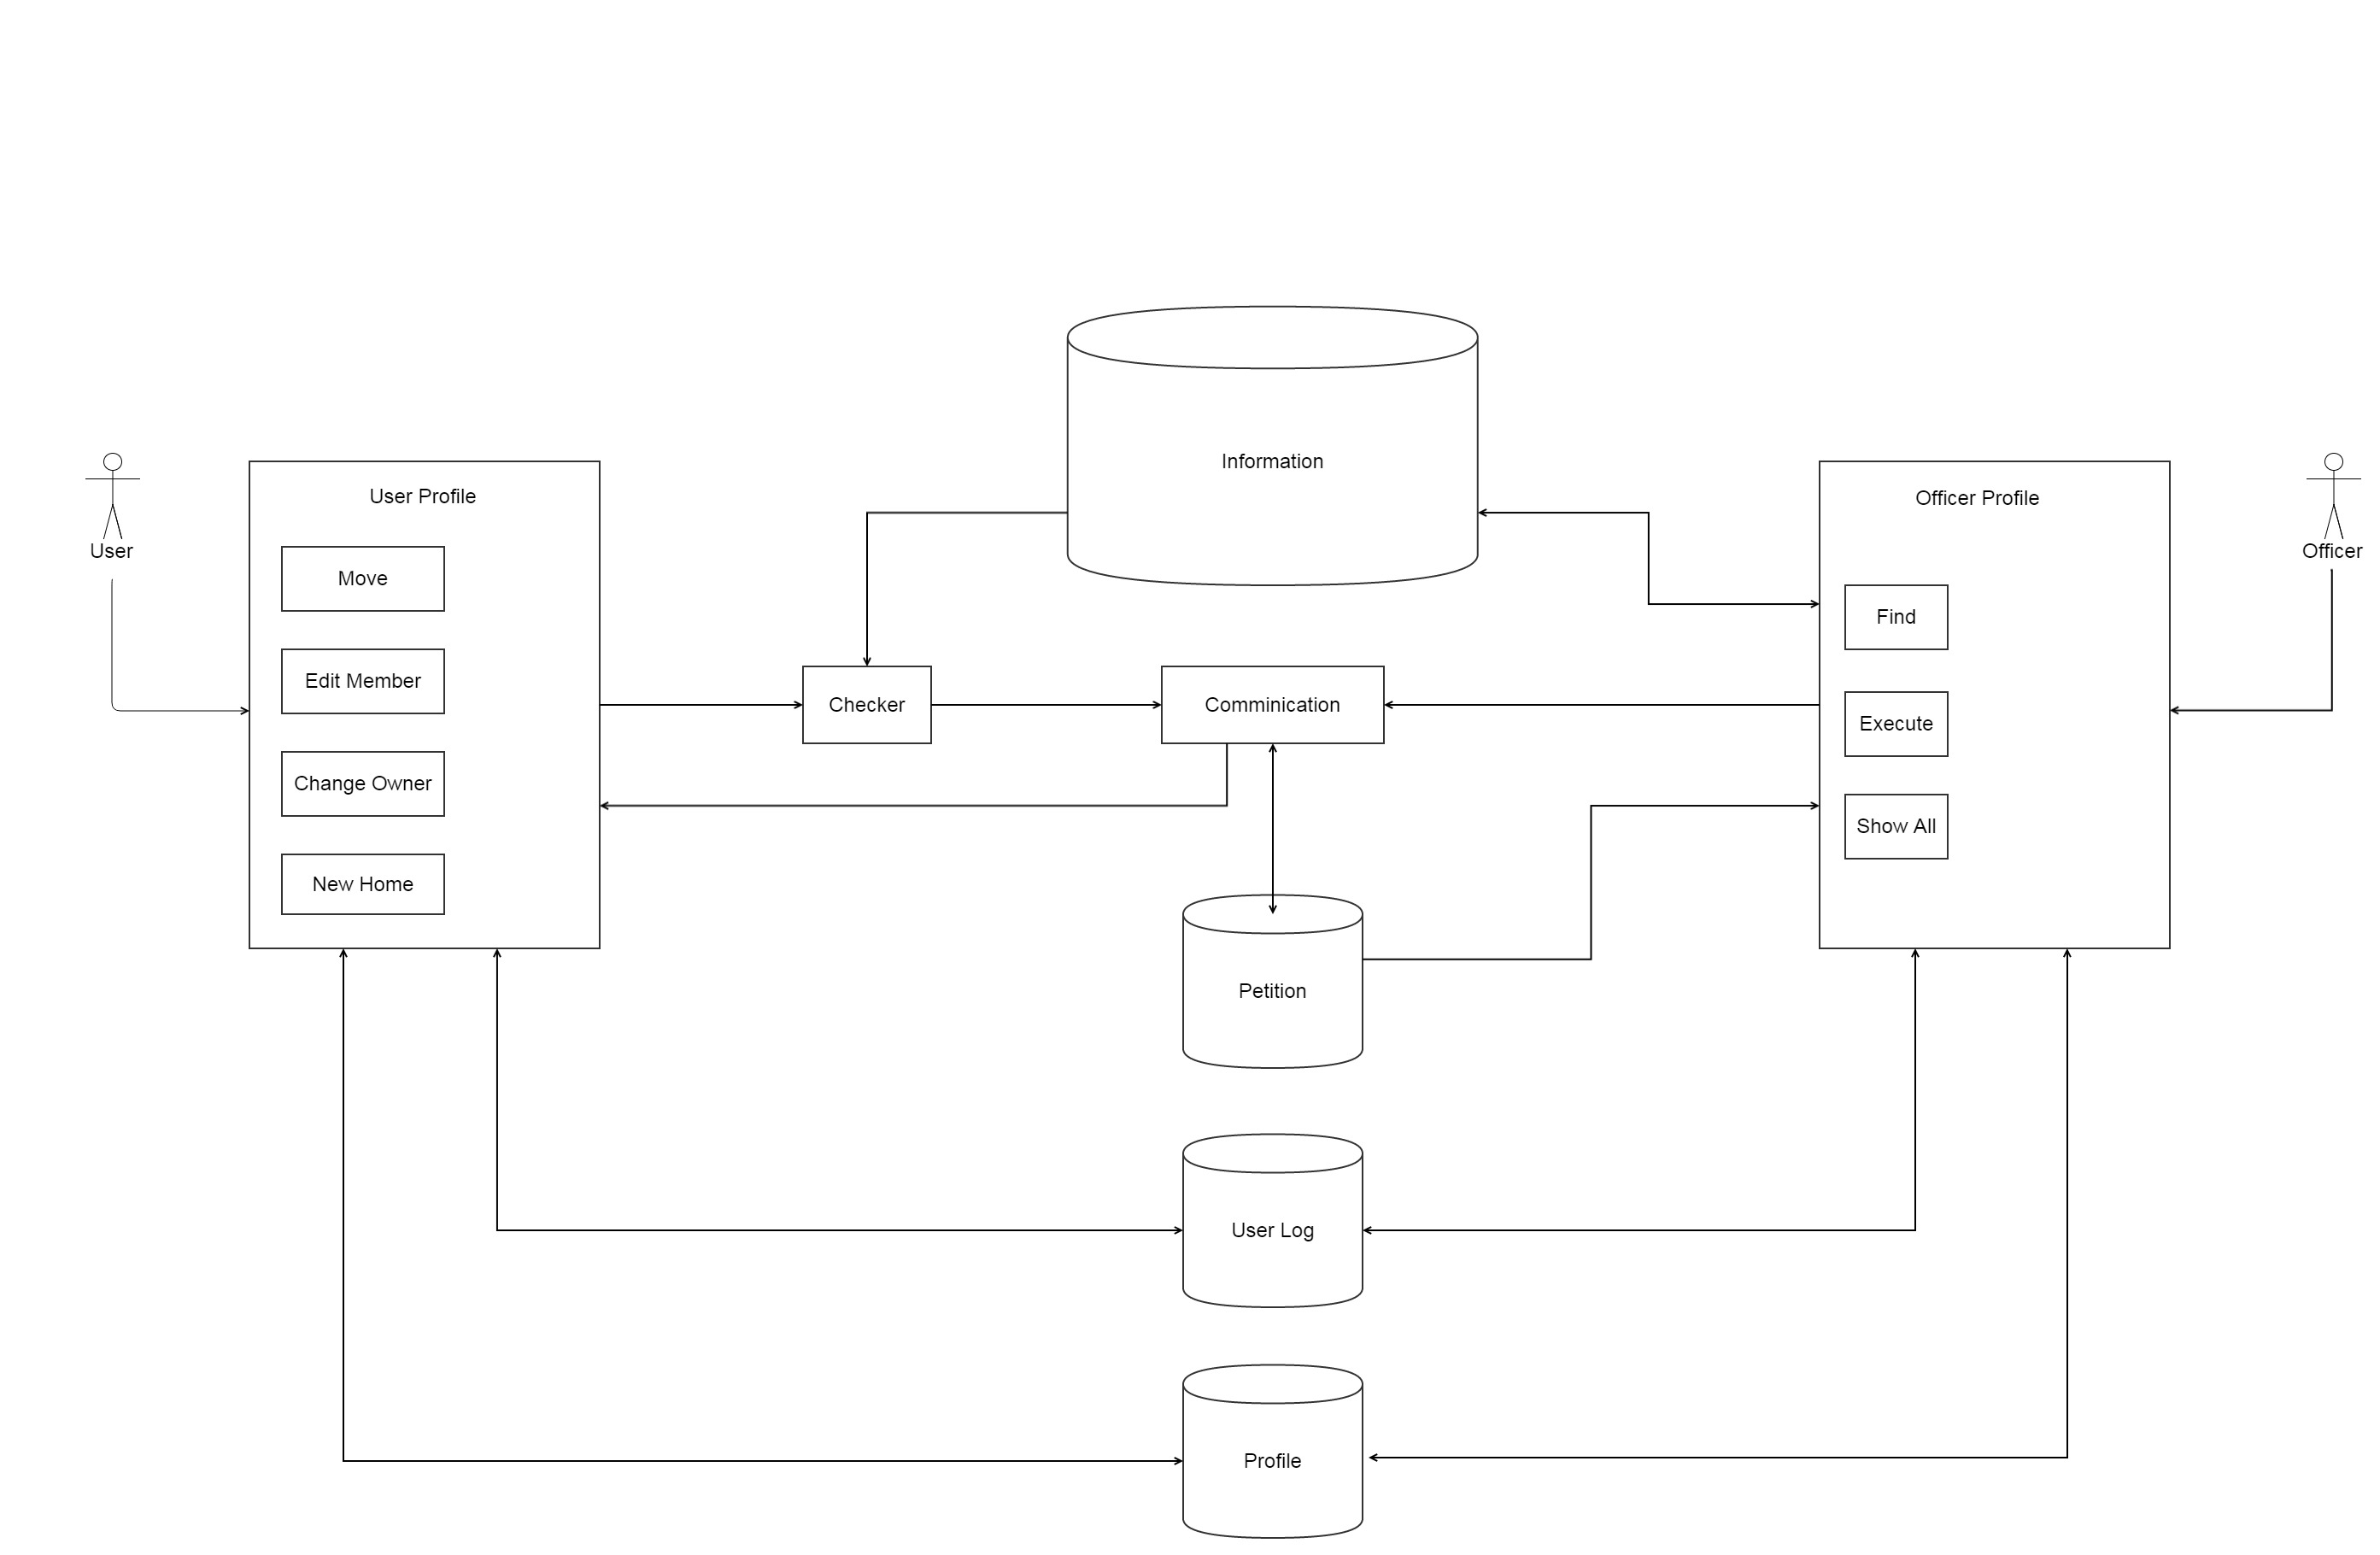 Information
User
User Profile
Move
Edit Member
Change Owner
New Home
Checker
Comminication
Officer Profile
Find
Execute
Show All
Officer
Petition
User Log
Profile